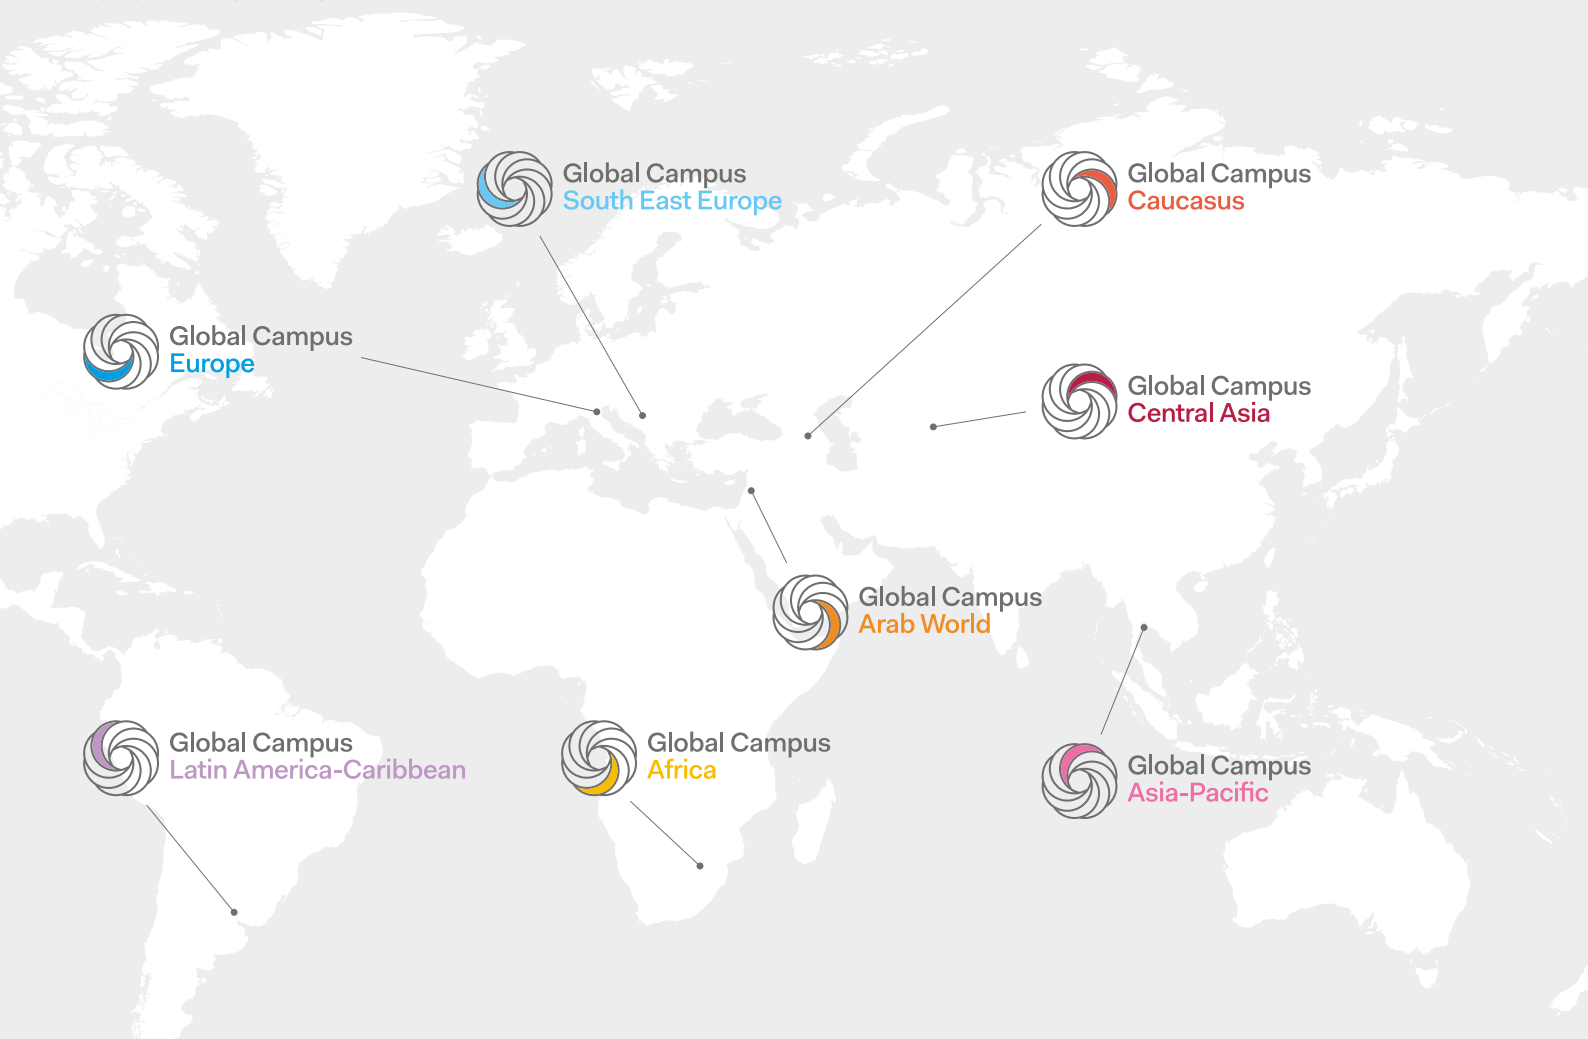 Global Campus
South East Europe
Global Campus
Caucasus
Global Campus
Europe
Global Campus
Central Asia
Global Campus
Arab World
Global Campus
Latin America-Caribbean
Global Campus
Africa
Global Campus
Asia-Pacific